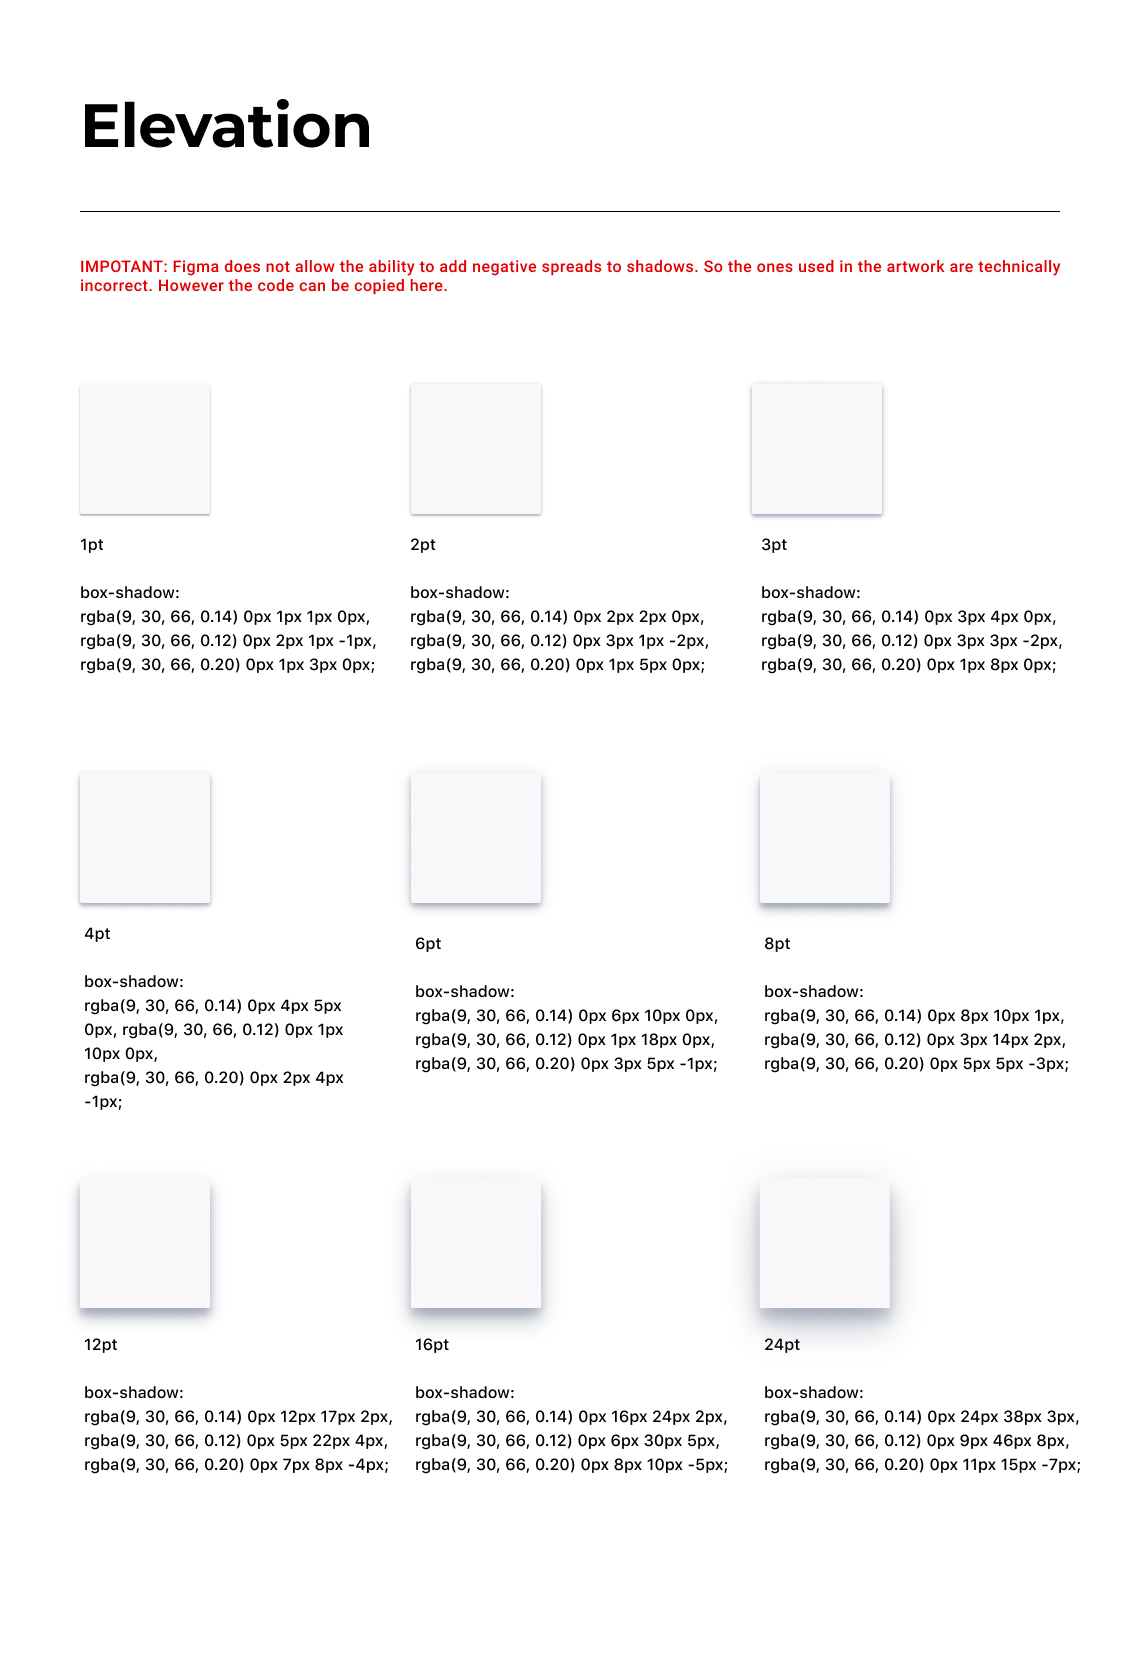 Elevation
IMPOTANT: Figma does not allow the ability to add negative spreads to shadows. So the ones used in the artwork are technically
incorrect. However the code can be copied here.
1pt
box-shadow:
rgba(9, 30, 66, 0.14) 0px 1px 1px 0px,
rgba(9, 30, 66, 0.12) 0px 2px 1px -1px,
rgba(9, 30, 66, 0.20) 0px 1px 3px 0px;
2pt
box-shadow:
rgba(9, 30, 66, 0.14) 0px 2px 2px 0px,
rgba(9, 30, 66, 0.12) 0px 3px 1px -2px,
rgba(9, 30, 66, 0.20) 0px 1px 5px 0px;
3pt
box-shadow:
rgba(9, 30, 66, 0.14) 0px 3px 4px 0px,
rgba(9, 30, 66, 0.12) 0px 3px 3px -2px,
rgba(9, 30, 66, 0.20) 0px 1px 8px 0px;
4pt
box-shadow:
rgba(9, 30, 66, 0.14) 0px 4px 5px
0px, rgba(9, 30, 66, 0.12) 0px 1px
10px 0px,
rgba(9, 30, 66, 0.20) 0px 2px 4px
-1px;
6pt
box-shadow:
rgba(9, 30, 66, 0.14) 0px 6px 10px 0px,
rgba(9, 30, 66, 0.12) 0px 1px 18px 0px,
rgba(9, 30, 66, 0.20) 0px 3px 5px -1px;
8pt
box-shadow:
rgba(9, 30, 66, 0.14) 0px 8px 10px 1px,
rgba(9, 30, 66, 0.12) 0px 3px 14px 2px,
rgba(9, 30, 66, 0.20) 0px 5px 5px -3px;
12pt
box-shadow:
rgba(9, 30, 66, 0.14) 0px 12px 17px 2px,
rgba(9, 30, 66, 0.12) 0px 5px 22px 4px,
rgba(9, 30, 66, 0.20) 0px 7px 8px -4px;
16pt
box-shadow:
rgba(9, 30, 66, 0.14) 0px 16px 24px 2px,
rgba(9, 30, 66, 0.12) 0px 6px 30px 5px,
rgba(9, 30, 66, 0.20) 0px 8px 10px -5px;
24pt
box-shadow:
rgba(9, 30, 66, 0.14) 0px 24px 38px 3px,
rgba(9, 30, 66, 0.12) 0px 9px 46px 8px,
rgba(9, 30, 66, 0.20) 0px 11px 15px -7px;